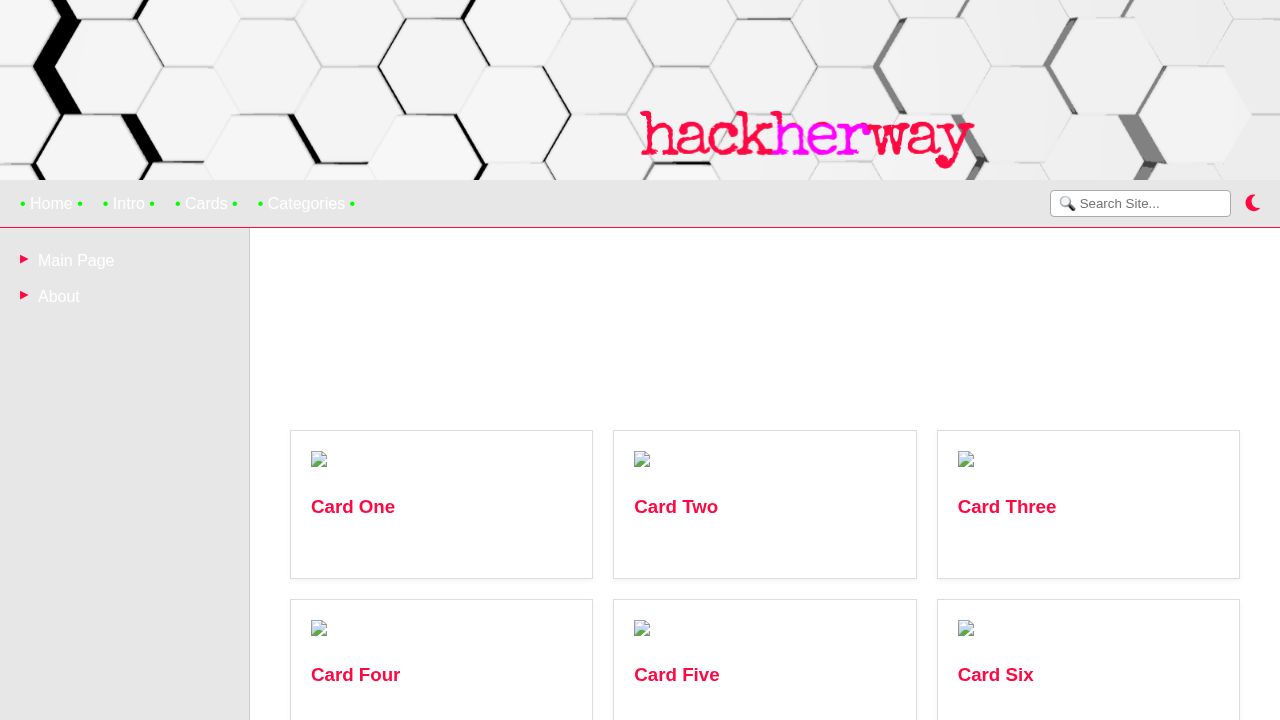 hackherway
• Home • • Intro • • Cards • • Categories •
Search Site...
► Main Page
► About
Card One
Card Two
Card Three
Card Four
Card Five
Card Six